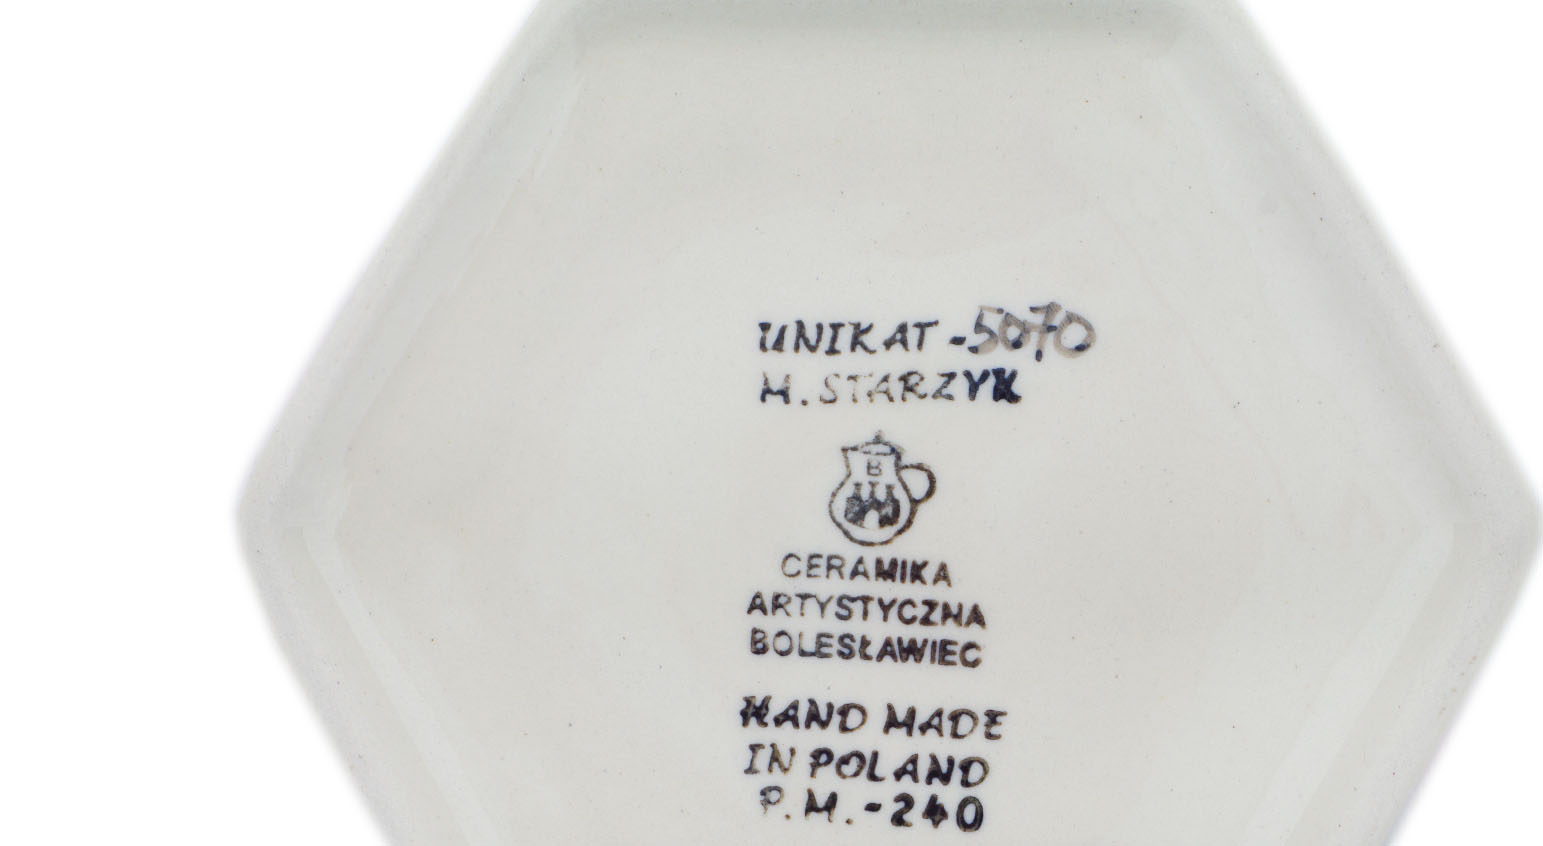 UNIKAT-5070
M.STARZYK
B
CERAMIKA
ARTYSTYCZNA
BOLESŁAWIEC
HAND MADE
IN POLAND
P.M.-240